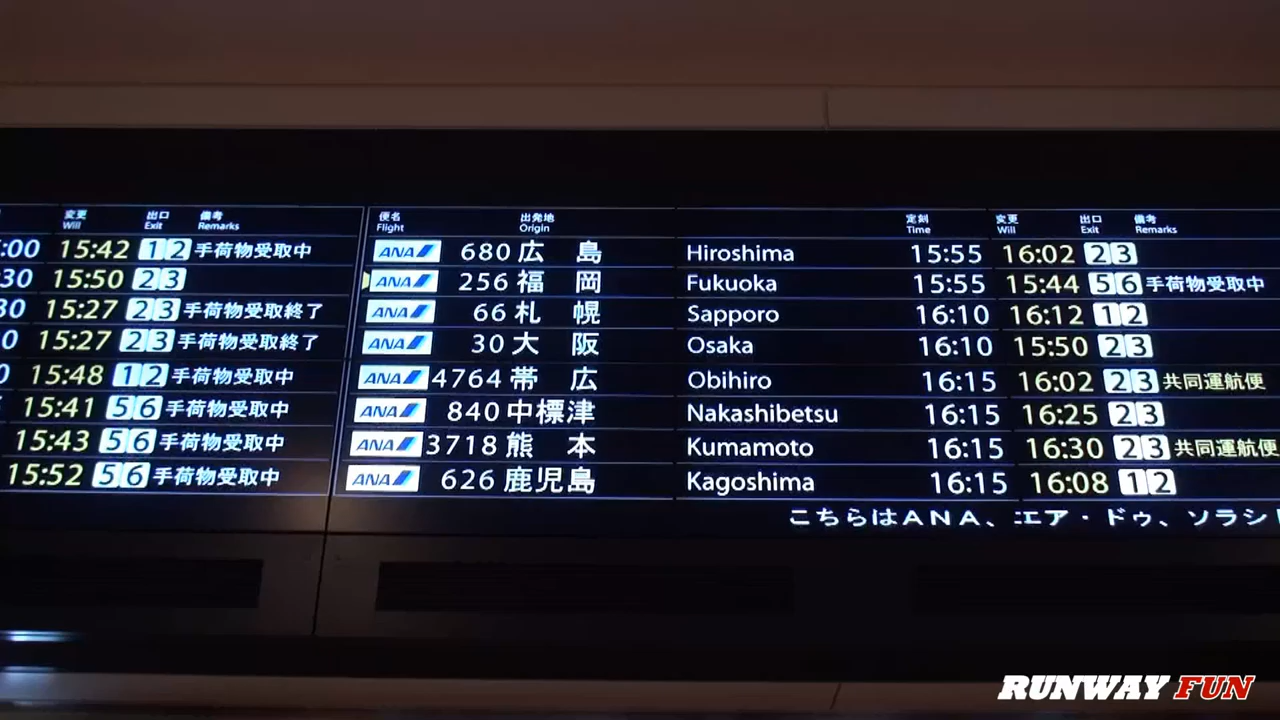 変更 出口 備考
Will Exit Remarks
:00 15:42 1 2 手荷物受取中
30 15:50 2 3
30 15:27 2 3 手荷物受取終了
0 15:27 2 3 手荷物受取終了
0 15:48 1 2 手荷物受取中
15:41 5 6 手荷物受取中
15:43 5 6 手荷物受取中
15:52 5 6 手荷物受取中
便名 出発地 定刻 変更 出口 備考
Flight Origin Time Will Exit Remarks
ANA 680 広島 Hiroshima 15:55 16:02 2 3
ANA 256 福岡 Fukuoka 15:55 15:44 5 6 手荷物受取中
ANA 66 札幌 Sapporo 16:10 16:12 1 2
ANA 30 大阪 Osaka 16:10 15:50 2 3
ANA 4764 帯広 Obihiro 16:15 16:02 2 3 共同運航便
ANA 840 中標津 Nakashibetsu 16:15 16:25 2 3
ANA 3718 熊本 Kumamoto 16:15 16:30 2 3 共同運航便
ANA 626 鹿児島 Kagoshima 16:15 16:08 1 2
こちらはANA、エア・ドゥ、ソラシ
RUNWAY FUN